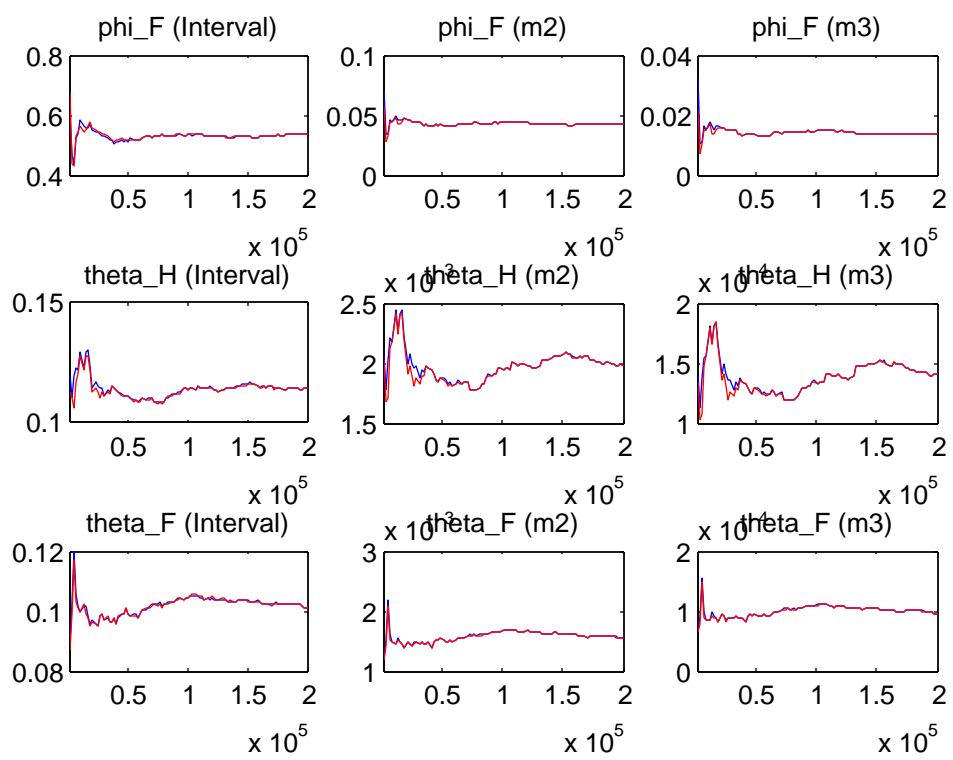 phi_F (Interval) phi_F (m2) phi_F (m3)
0.8 0.1 0.04
0.6 0.05 0.02
0.4 0 0
0.5 1 1.5 2 0.5 1 1.5 2 0.5 1 1.5 2
x 10^5 x 10^5 x 10^5
theta_H (Interval) x 10^-3 theta_H (m2) x 10^-4 theta_H (m3)
0.15 2.5 2
2 1.5
0.1 1.5 1
0.5 1 1.5 2 0.5 1 1.5 2 0.5 1 1.5 2
x 10^5 x 10^5 x 10^5
theta_F (Interval) x 10^-3 theta_F (m2) x 10^-4 theta_F (m3)
0.12 3 2
0.1 2 1
0.08 1 0
0.5 1 1.5 2 0.5 1 1.5 2 0.5 1 1.5 2
x 10^5 x 10^5 x 10^5